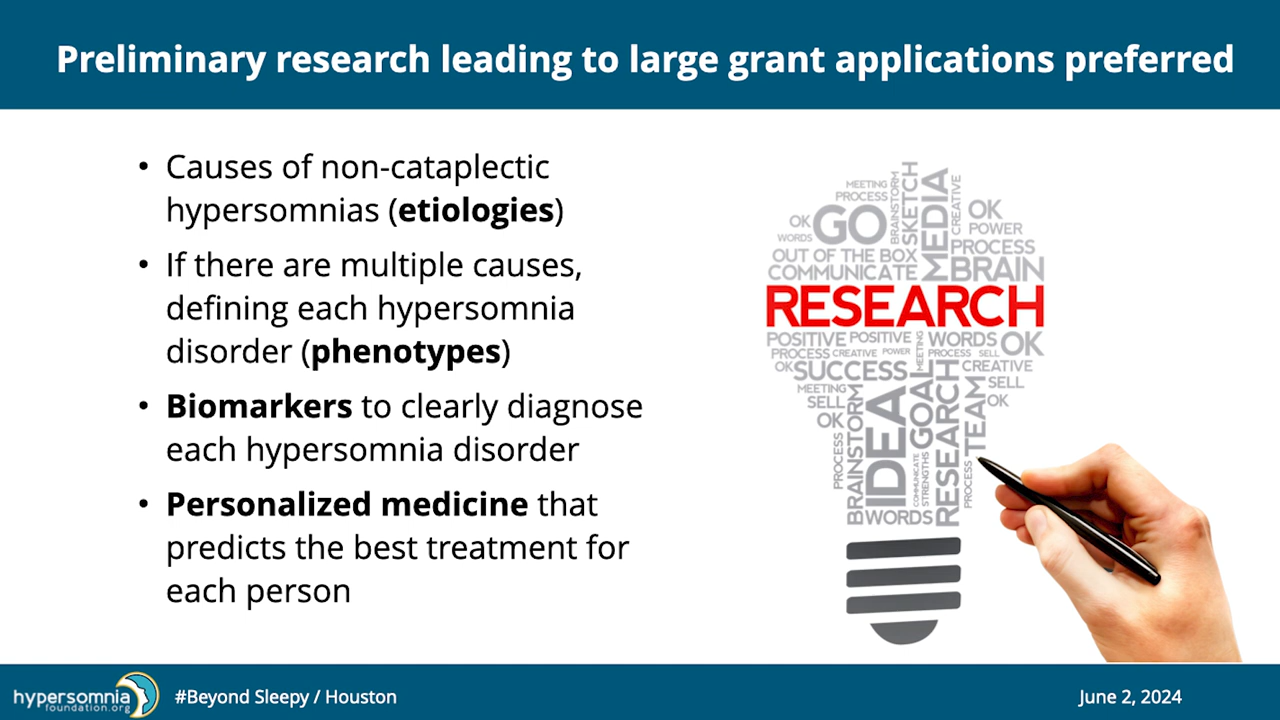 Preliminary research leading to large grant applications preferred
• Causes of non-cataplectic
hypersomnias (etiologies)
• If there are multiple causes,
defining each hypersomnia
disorder (phenotypes)
• Biomarkers to clearly diagnose
each hypersomnia disorder
• Personalized medicine that
predicts the best treatment for
each person
MEETING
PROCESS
BRAINSTORM
SKETCH
MEDIA
CREATIVE
OK
GO
WORDS
OK
POWER
OUT OF THE BOX
PROCESS
COMMUNICATE
BRAIN
RESEARCH
POSITIVE POSITIVE
MEETING
WORDS
OK
PROCESS CREATIVE POWER
PROCESS SELL
OK SUCCESS
CREATIVE
MEETING
SELL
SELL
OK
OK
PROCESS
BRAINSTORM
IDEA
GOAL
COMMUNICATE
STRENGTHS
RESEARCH
TEAM
PROCESS
WORDS
hypersomnia
foundation.org
#Beyond Sleepy / Houston
June 2, 2024